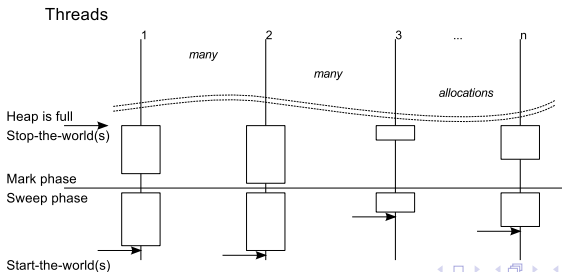 Threads
1
2
3
...
n
many
many
allocations
Heap is full
Stop-the-world(s)
Mark phase
Sweep phase
Start-the-world(s)